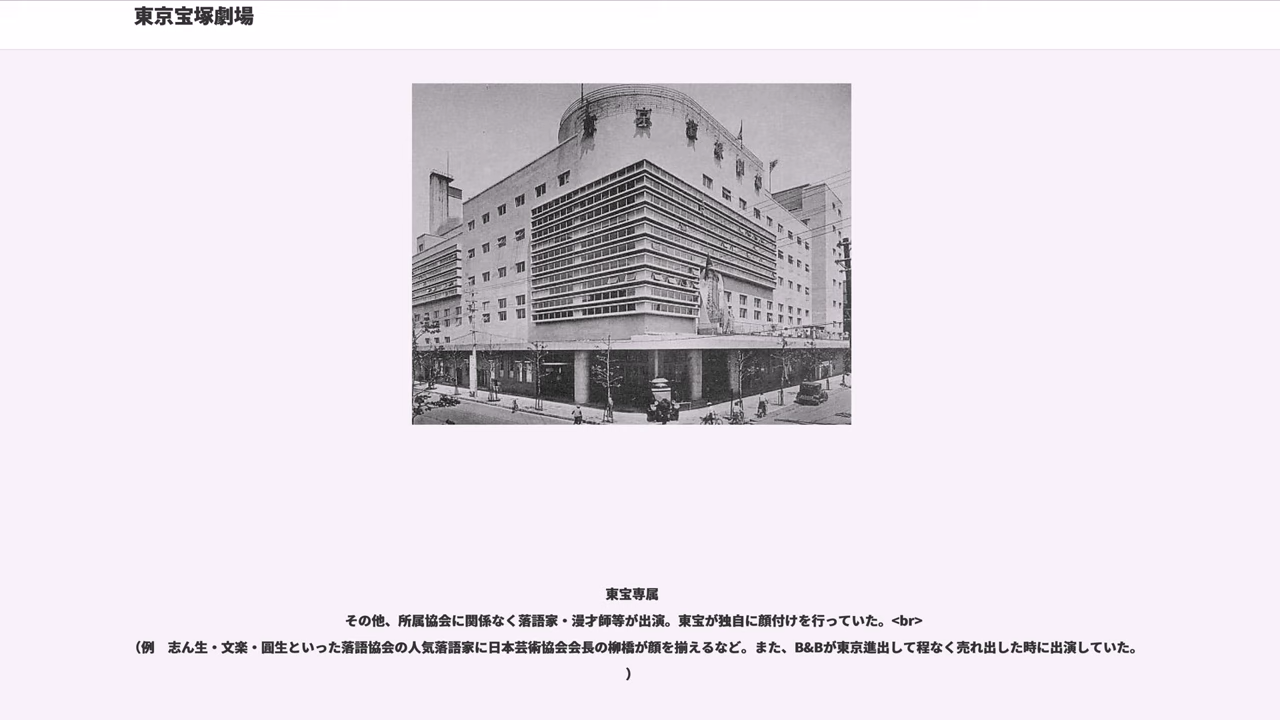 東京宝塚劇場
東宝専属
その他、所属協会に関係なく落語家・漫才師等が出演。東宝が独自に顔付けを行っていた。<br>
（例　志ん生・文楽・圓生といった落語協会の人気落語家に日本芸術協会会長の柳橋が顔を揃えるなど。また、B&Bが東京進出して程なく売れ出した時に出演していた。
）